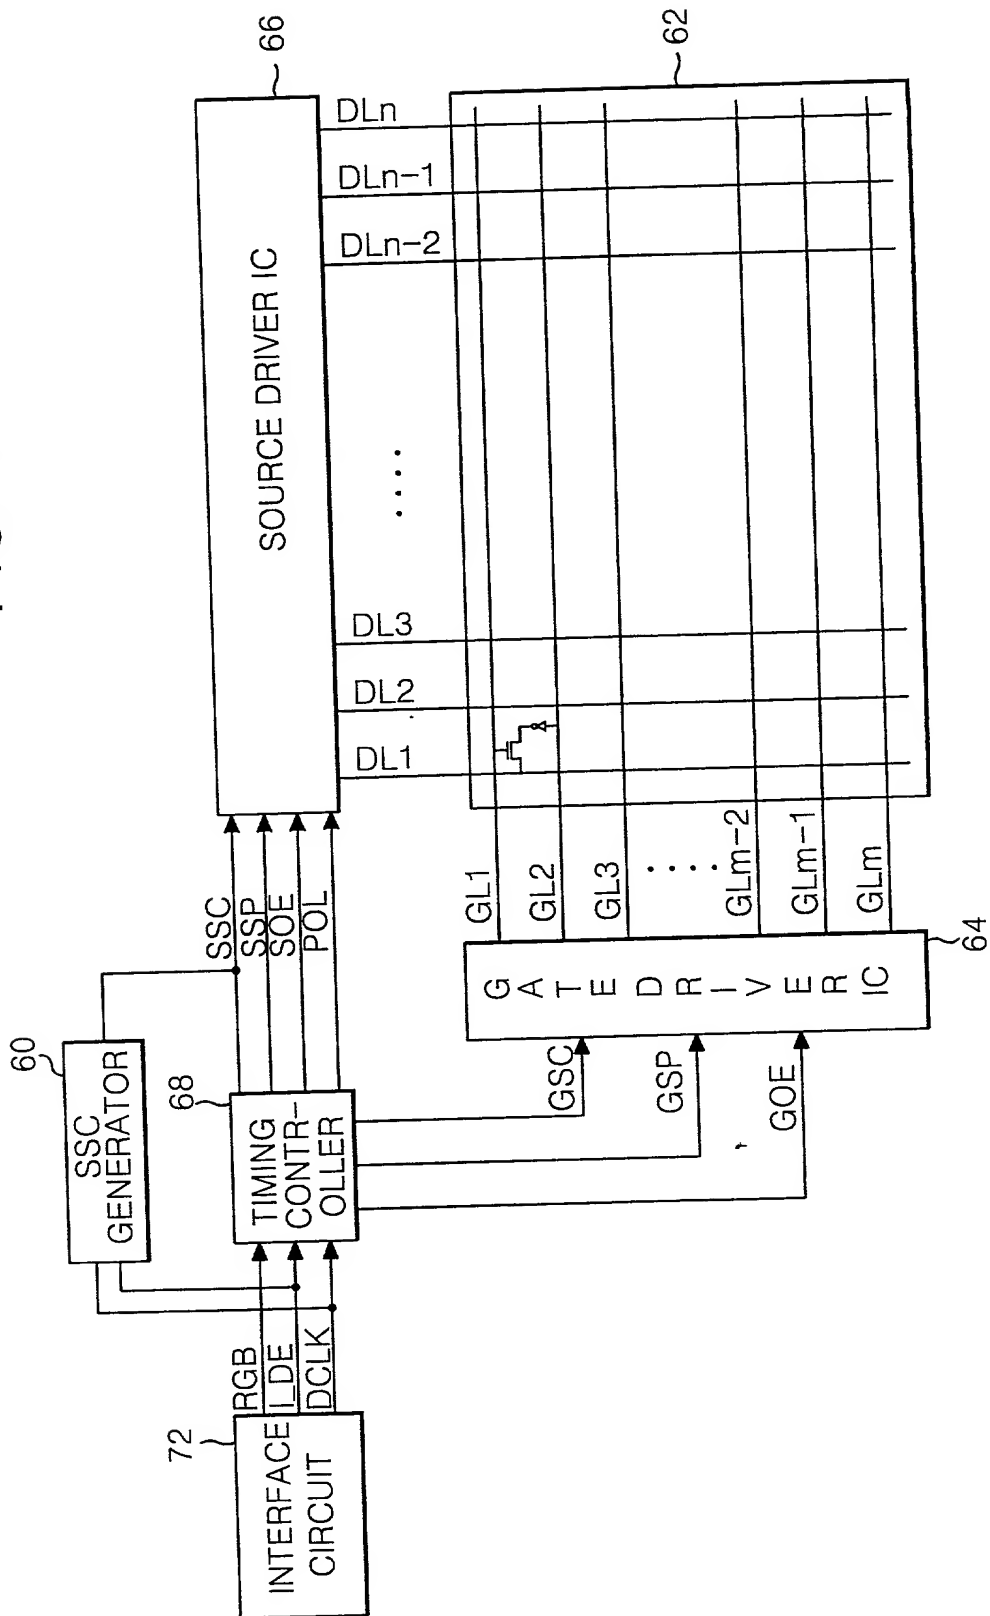 60
SSC
GENERATOR
66
SOURCE DRIVER IC
72
INTERFACE
CIRCUIT
RGB
I_DE
DCLK
68
TIMING
CONTR-
OLLER
SSC
SSP
SOE
POL
DL1
DL2
DL3
....
DLn-2
DLn-1
DLn
62
GSC
GSP
GOE
GATE DRIVER IC
64
GL1
GL2
GL3
....
GLm-2
GLm-1
GLm